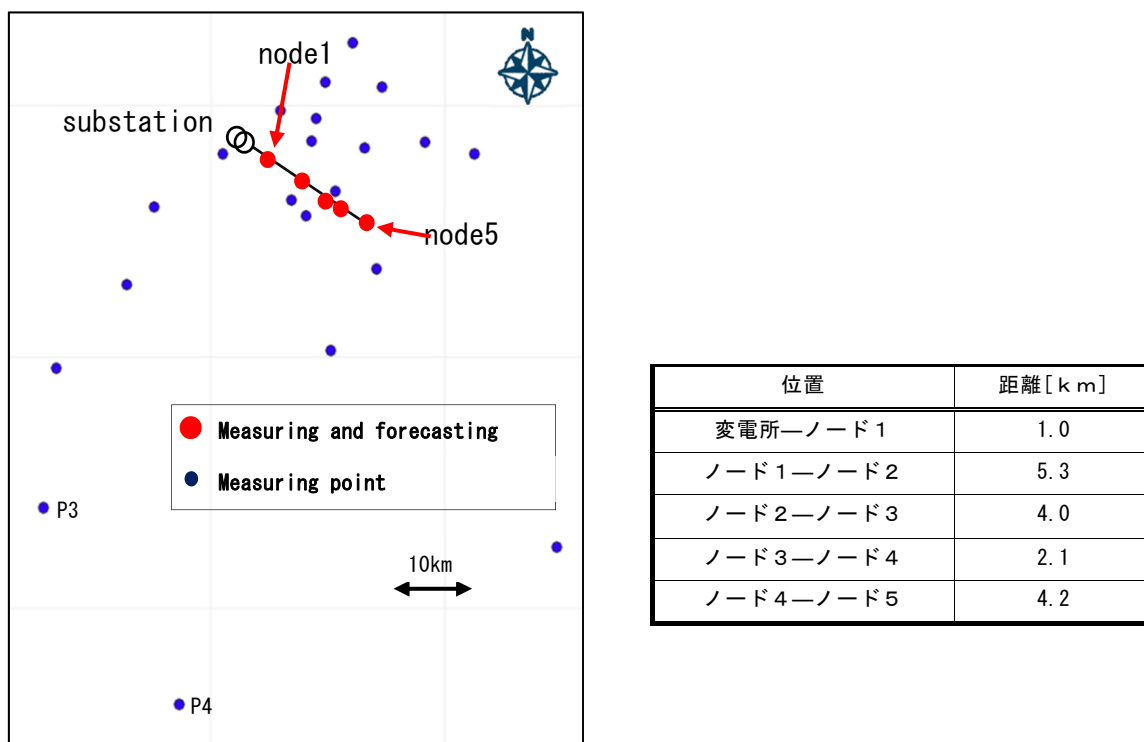 N
node1
substation
node5
Measuring and forecasting
Measuring point
P3
10km
P4
位置 距離[ｋｍ]
変電所―ノード１ 1.0
ノード１―ノード２ 5.3
ノード２―ノード３ 4.0
ノード３―ノード４ 2.1
ノード４―ノード５ 4.2